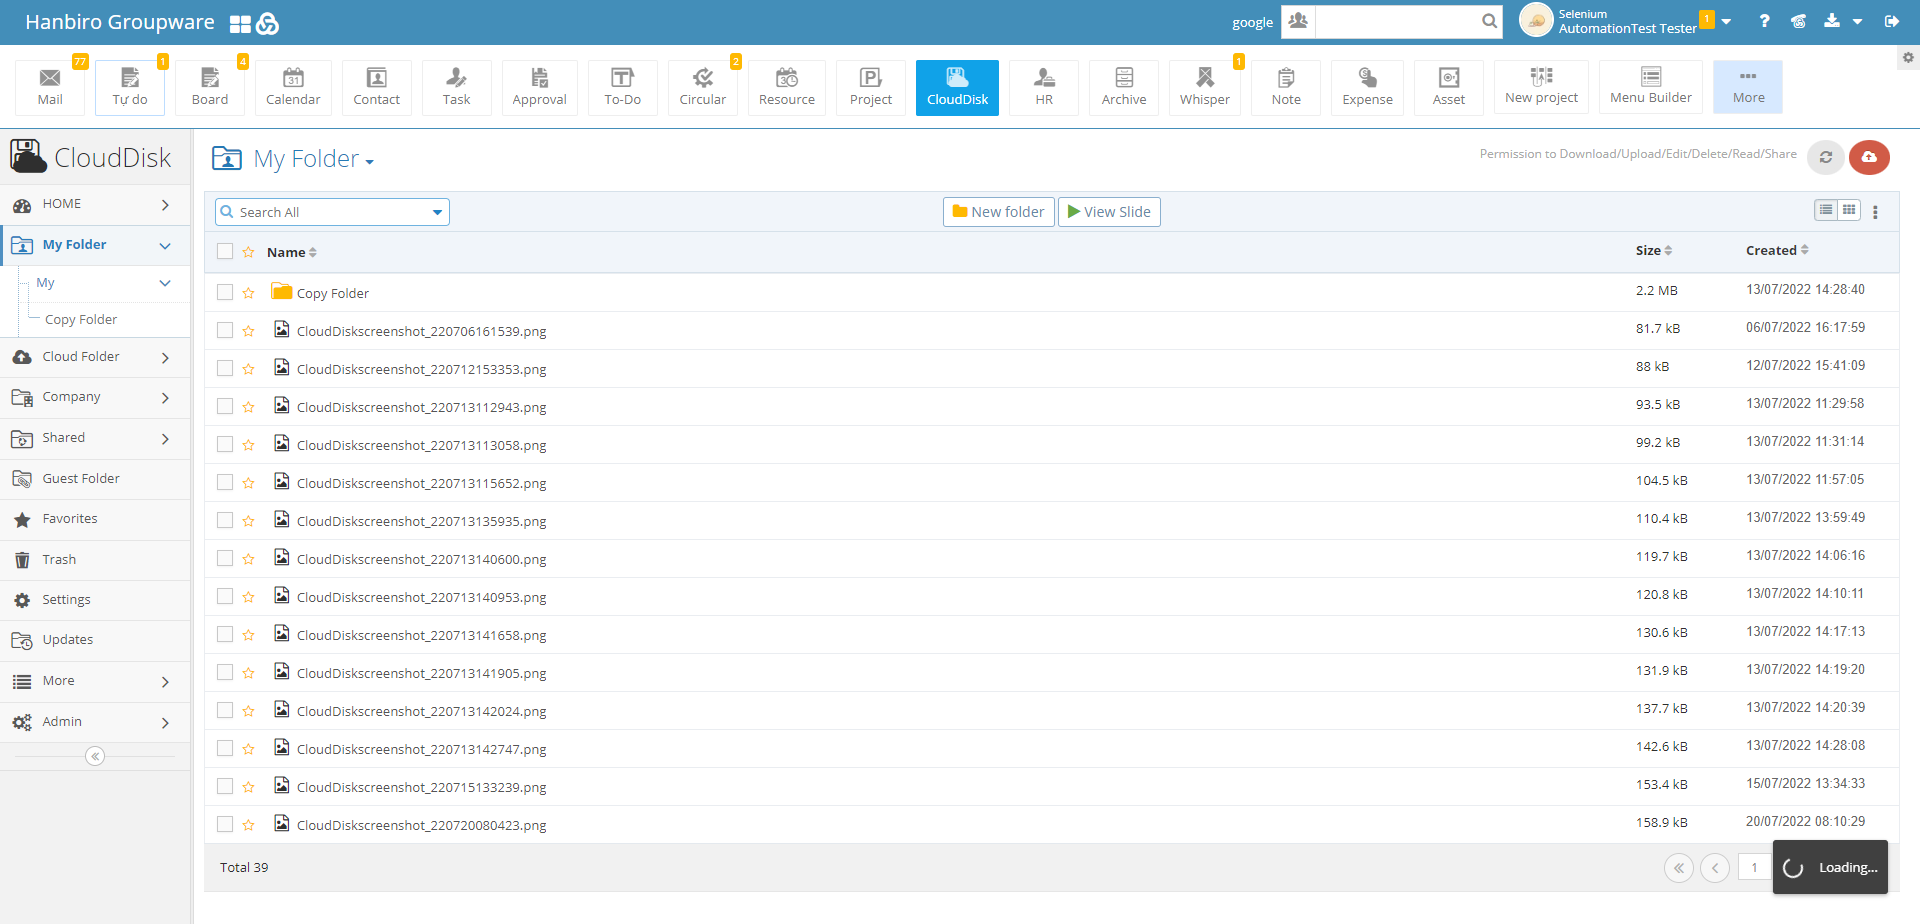 Hanbiro Groupware
google
Selenium
AutomationTest Tester
1
77
Mail
1
Tự do
4
Board
31
Calendar
Contact
Task
Approval
To-Do
2
Circular
Resource
Project
CloudDisk
HR
Archive
1
Whisper
Note
Expense
Asset
New project
Menu Builder
More
CloudDisk
HOME
My Folder
My
Copy Folder
Cloud Folder
Company
Shared
Guest Folder
Favorites
Trash
Settings
Updates
More
Admin
My Folder
Permission to Download/Upload/Edit/Delete/Read/Share
Search All
New folder
View Slide
Name Size Created
Copy Folder 2.2 MB 13/07/2022 14:28:40
CloudDiskscreenshot_220706161539.png 81.7 kB 06/07/2022 16:17:59
CloudDiskscreenshot_220712153353.png 88 kB 12/07/2022 15:41:09
CloudDiskscreenshot_220713112943.png 93.5 kB 13/07/2022 11:29:58
CloudDiskscreenshot_220713113058.png 99.2 kB 13/07/2022 11:31:14
CloudDiskscreenshot_220713115652.png 104.5 kB 13/07/2022 11:57:05
CloudDiskscreenshot_220713135935.png 110.4 kB 13/07/2022 13:59:49
CloudDiskscreenshot_220713140600.png 119.7 kB 13/07/2022 14:06:16
CloudDiskscreenshot_220713140953.png 120.8 kB 13/07/2022 14:10:11
CloudDiskscreenshot_220713141658.png 130.6 kB 13/07/2022 14:17:13
CloudDiskscreenshot_220713141905.png 131.9 kB 13/07/2022 14:19:20
CloudDiskscreenshot_220713142024.png 137.7 kB 13/07/2022 14:20:39
CloudDiskscreenshot_220713142747.png 142.6 kB 13/07/2022 14:28:08
CloudDiskscreenshot_220715133239.png 153.4 kB 15/07/2022 13:34:33
CloudDiskscreenshot_220720080423.png 158.9 kB 20/07/2022 08:10:29
Total 39
1
Loading...